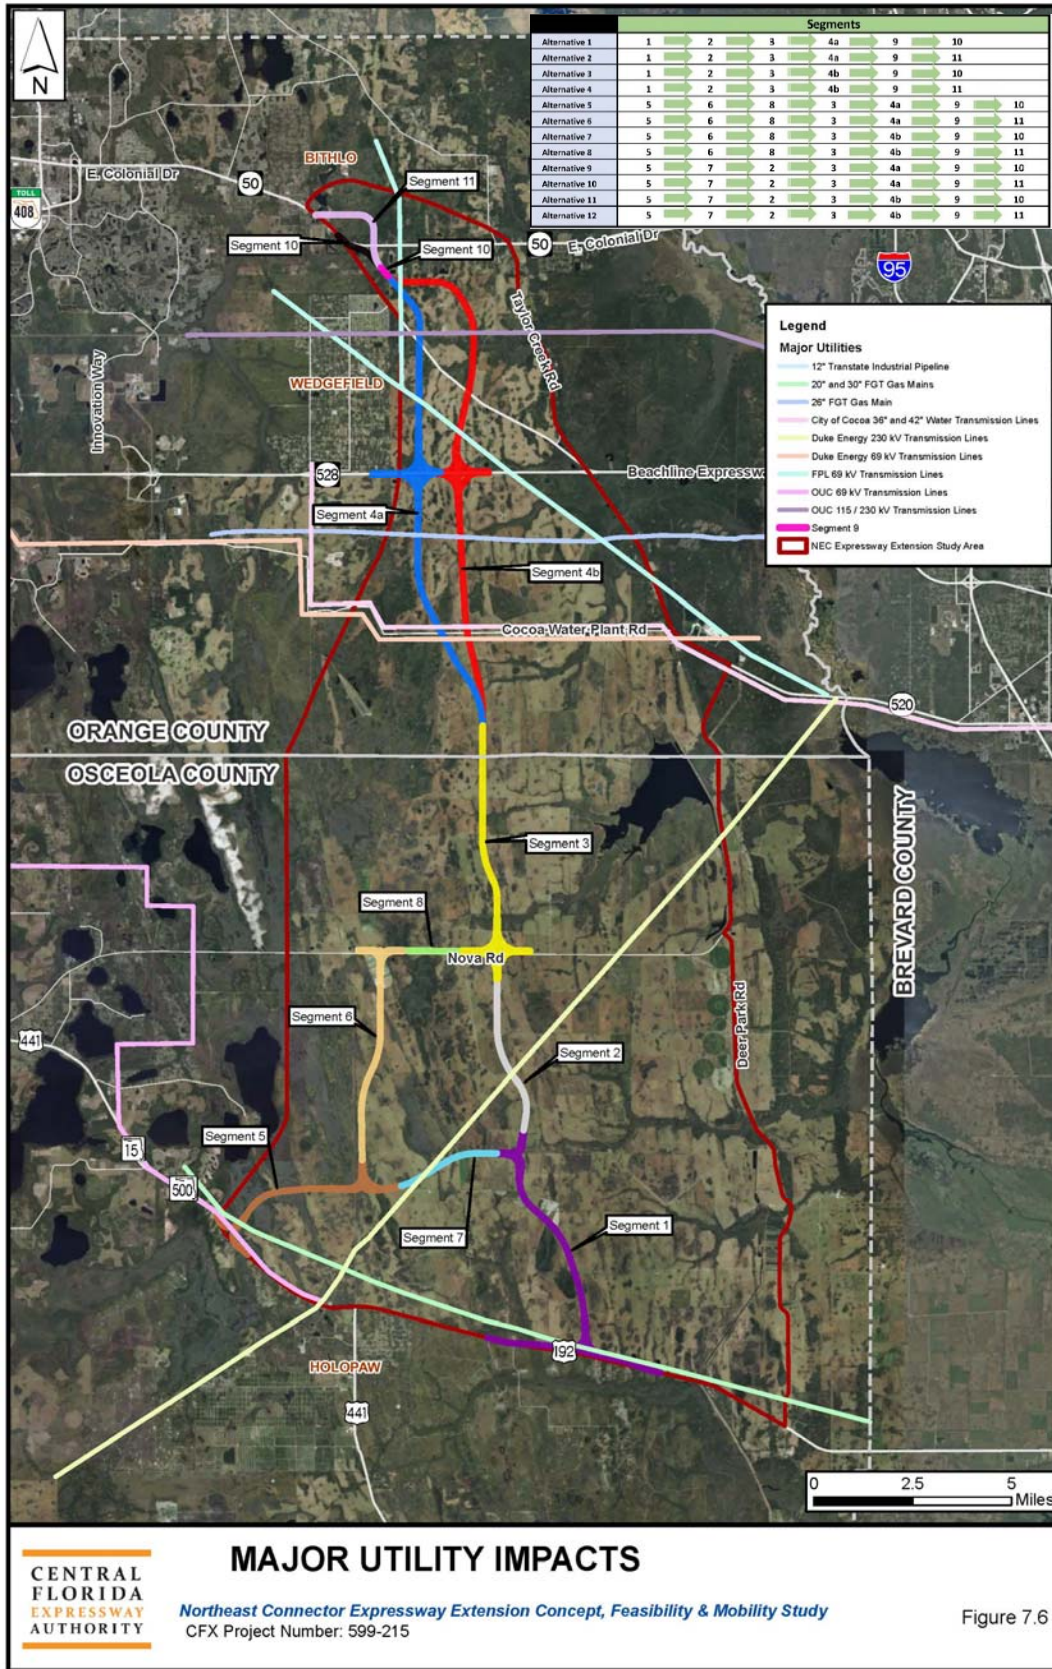 Segments
Alternative 1 1 2 3 4a 9 10
Alternative 2 1 2 3 4a 9 11
Alternative 3 1 2 3 4b 9 10
Alternative 4 1 2 3 4b 9 11
Alternative 5 5 6 8 3 4a 9 10
Alternative 6 5 6 8 3 4a 9 11
Alternative 7 5 6 8 3 4b 9 10
Alternative 8 5 6 8 3 4b 9 11
Alternative 9 5 7 2 3 4a 9 10
Alternative 10 5 7 2 3 4a 9 11
Alternative 11 5 7 2 3 4b 9 10
Alternative 12 5 7 2 3 4b 9 11
N
BITHLO
E. Colonial Dr
50
TOLL
408
Segment 11
Segment 10
Segment 10
50
E. Colonial Dr
95
Taylor Creek Rd
Innovation Way
WEDGEFIELD
528
Beachline Expressw
Segment 4a
Segment 4b
Cocoa Water Plant Rd
520
Legend
Major Utilities
12" Transtate Industrial Pipeline
20" and 30" FGT Gas Mains
26" FGT Gas Main
City of Cocoa 36" and 42" Water Transmission Lines
Duke Energy 230 kV Transmission Lines
Duke Energy 69 kV Transmission Lines
FPL 69 kV Transmission Lines
OUC 69 kV Transmission Lines
OUC 115 / 230 kV Transmission Lines
Segment 9
NEC Expressway Extension Study Area
ORANGE COUNTY
OSCEOLA COUNTY
BREVARD COUNTY
Segment 3
Segment 8
Nova Rd
Segment 6
Deer Park Rd
441
Segment 2
Segment 5
15
500
Segment 7
Segment 1
192
HOLOPAW
441
0 2.5 5
Miles
CENTRAL
FLORIDA
EXPRESSWAY
AUTHORITY
MAJOR UTILITY IMPACTS
Northeast Connector Expressway Extension Concept, Feasibility & Mobility Study
CFX Project Number: 599-215
Figure 7.6